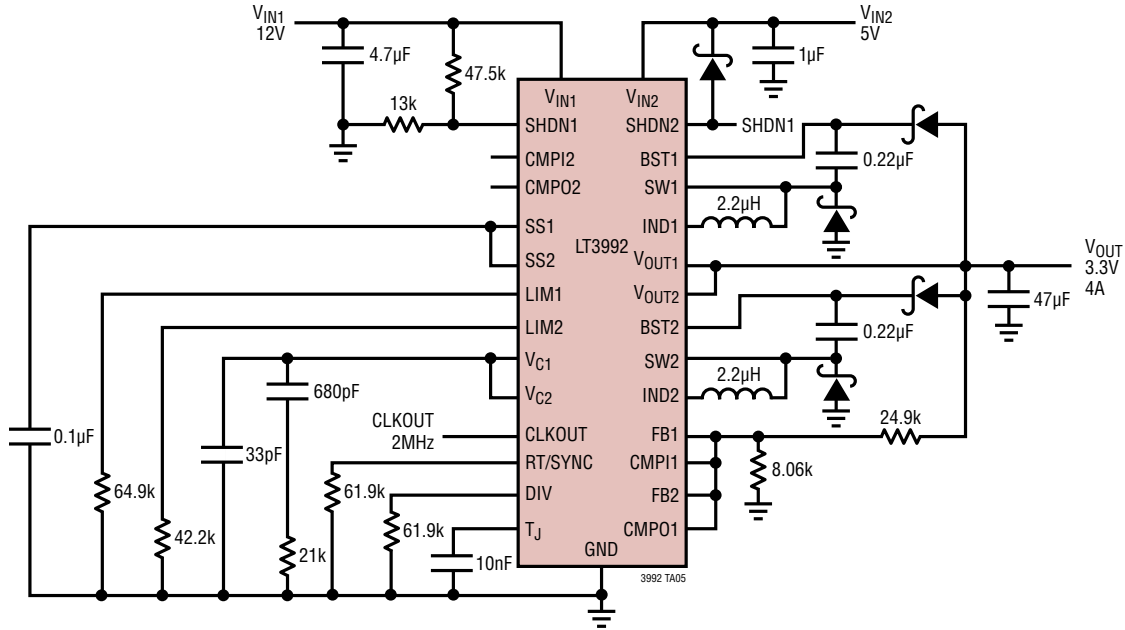 VIN1
12V
4.7µF
47.5k
13k
VIN2
5V
1µF
VIN1
VIN2
SHDN1
SHDN2
SHDN1
CMPI2
BST1
0.22µF
CMPO2
SW1
2.2µH
SS1
IND1
LT3992
SS2
VOUT1
VOUT
3.3V
4A
LIM1
VOUT2
47µF
LIM2
BST2
0.22µF
VC1
SW2
2.2µH
680pF
VC2
IND2
24.9k
CLKOUT
2MHz
CLKOUT
FB1
0.1µF
33pF
RT/SYNC
CMPI1
8.06k
64.9k
61.9k
DIV
FB2
42.2k
61.9k
TJ
CMPO1
21k
10nF
GND
3992 TA05